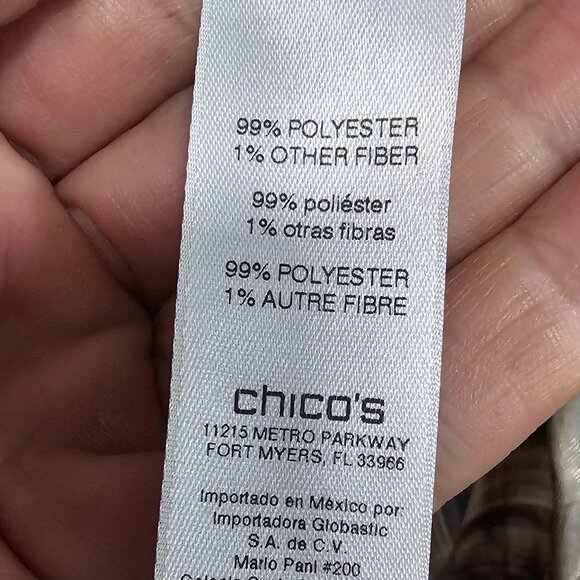 99% POLYESTER
1% OTHER FIBER
99% poliéster
1% otras fibras
99% POLYESTER
1% AUTRE FIBRE
chico's
11215 METRO PARKWAY
FORT MYERS, FL 33966
Importado en México por:
Importadora Globastic
S.A. de C.V.
Mario Pani #200